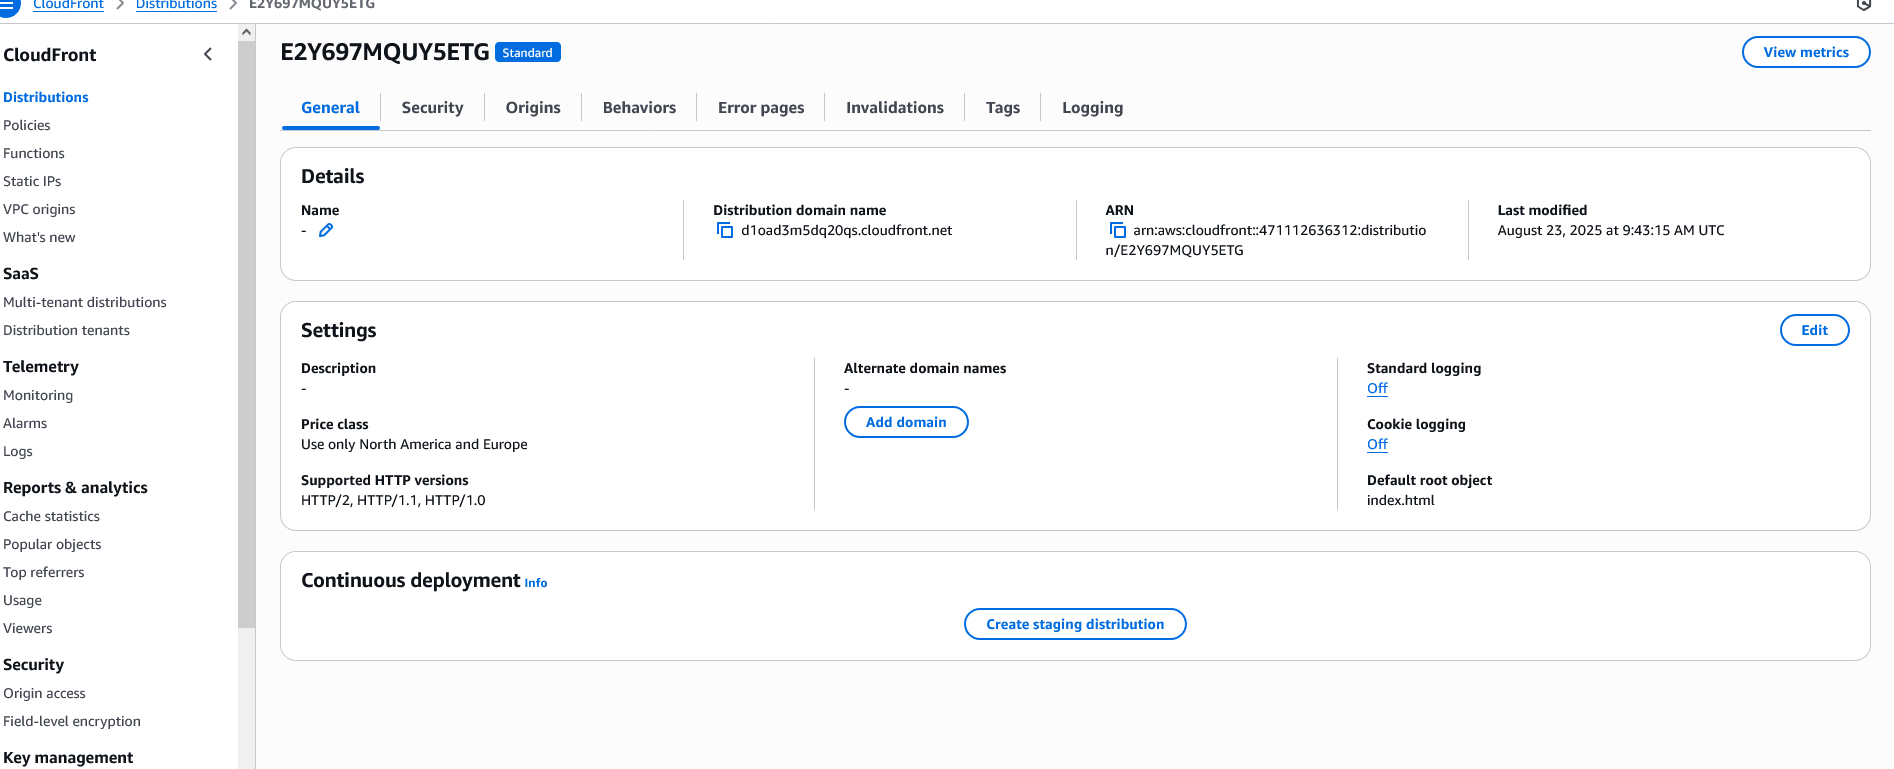 CloudFront
Distributions
E2Y697MQUY5ETG
CloudFront
Distributions
Policies
Functions
Static IPs
VPC origins
What's new
SaaS
Multi-tenant distributions
Distribution tenants
Telemetry
Monitoring
Alarms
Logs
Reports & analytics
Cache statistics
Popular objects
Top referrers
Usage
Viewers
Security
Origin access
Field-level encryption
Key management
E2Y697MQUY5ETG Standard
View metrics
General Security Origins Behaviors Error pages Invalidations Tags Logging
Details
Name
-
Distribution domain name
d1oad3m5dq20qs.cloudfront.net
ARN
arn:aws:cloudfront::471112636312:distributio
n/E2Y697MQUY5ETG
Last modified
August 23, 2025 at 9:43:15 AM UTC
Settings
Edit
Description
-
Price class
Use only North America and Europe
Supported HTTP versions
HTTP/2, HTTP/1.1, HTTP/1.0
Alternate domain names
-
Add domain
Standard logging
Off
Cookie logging
Off
Default root object
index.html
Continuous deployment Info
Create staging distribution